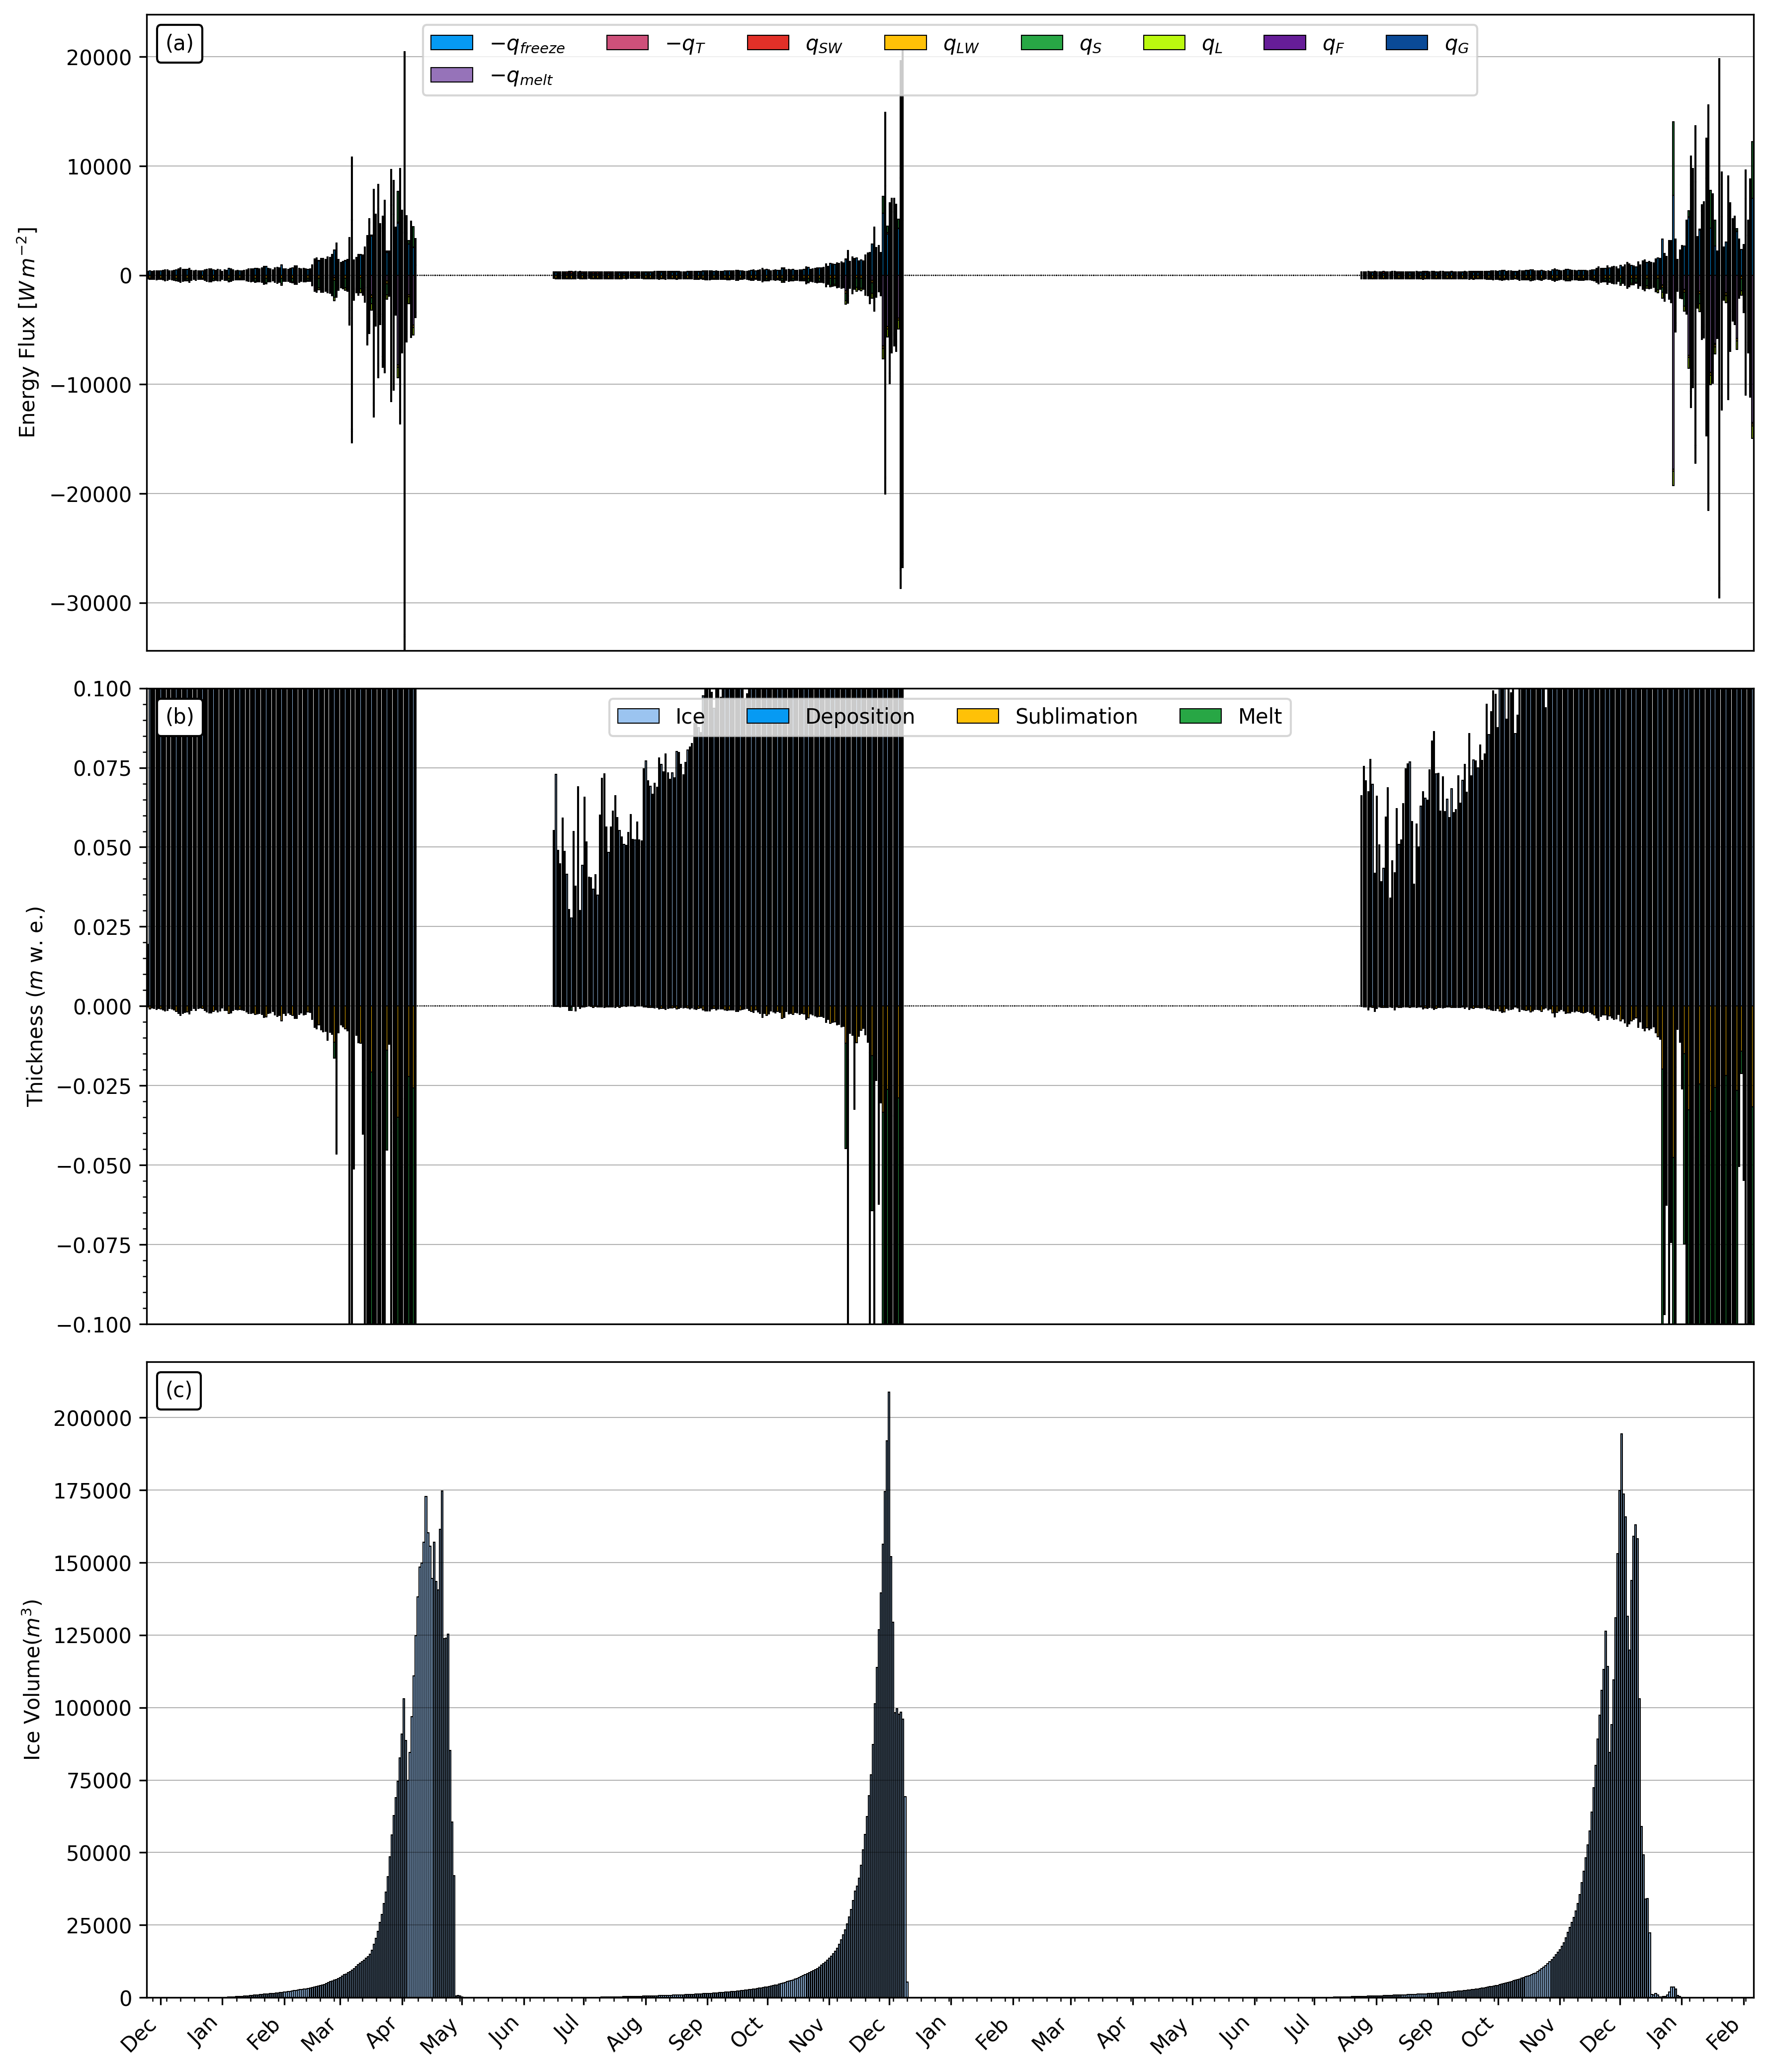 (a)
−q_freeze −q_T q_SW q_LW q_S q_L q_F q_G
−q_melt
20000
10000
0
−10000
−20000
−30000
Energy Flux [W m⁻²]
(b)
Ice Deposition Sublimation Melt
0.100
0.075
0.050
0.025
0.000
−0.025
−0.050
−0.075
−0.100
Thickness (m w. e.)
(c)
200000
175000
150000
125000
100000
75000
50000
25000
0
Ice Volume(m³)
Dec Jan Feb Mar Apr May Jun Jul Aug Sep Oct Nov Dec Jan Feb Mar Apr May Jun Jul Aug Sep Oct Nov Dec Jan Feb